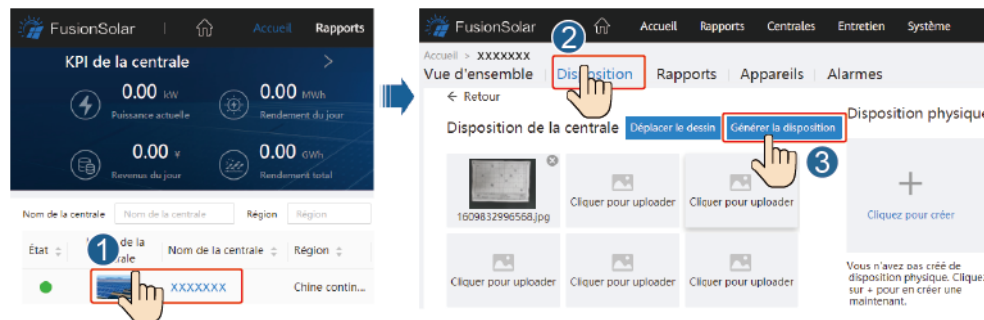 FusionSolar
Accueil
Rapports
KPI de la centrale
>
0.00 kW
Puissance actuelle
0.00 MWh
Rendement du jour
0.00 ¥
Revenus du jour
0.00 GWh
Rendement total
Nom de la centrale
Nom de la centrale
Région
Région
État
de la
Nom de la centrale
Région
1
XXXXXXX
Chine contin...
FusionSolar
2
Accueil
Rapports
Centrales
Entretien
Système
Accueil > XXXXXXX
Vue d'ensemble
Disposition
Rapports
Appareils
Alarmes
← Retour
Disposition de la centrale
Déplacer le dessin
Générer la disposition
3
1609832996568.jpg
Cliquer pour uploader
Cliquer pour uploader
Cliquer pour uploader
Cliquer pour uploader
Cliquer pour uploader
Disposition physique
+
Cliquez pour créer
Vous n'avez pas créé de
disposition physique. Cliquez
sur + pour en créer une
maintenant.